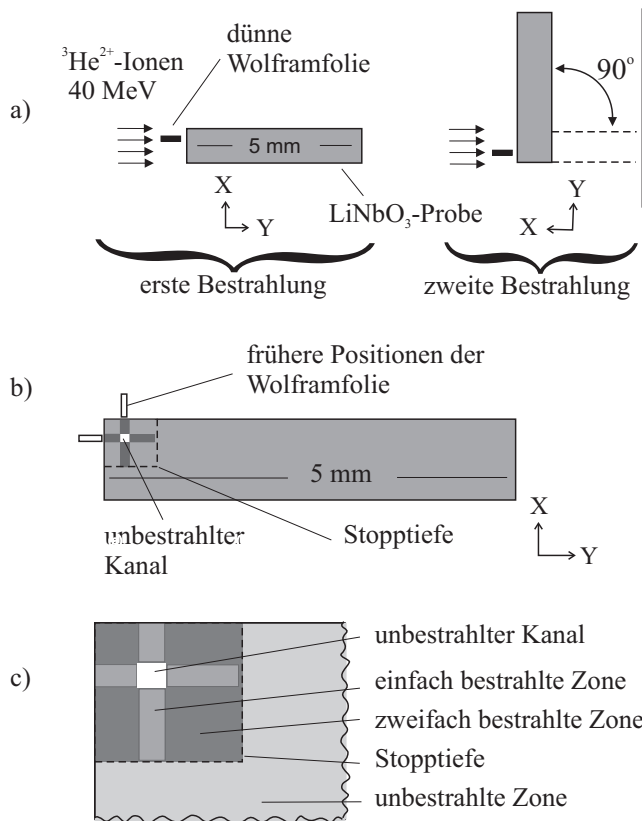 a)
³He²⁺-Ionen
40 MeV
dünne
Wolframfolie
5 mm
X
Y
LiNbO₃-Probe
erste Bestrahlung
90°
Y
X
zweite Bestrahlung
b)
frühere Positionen der
Wolframfolie
5 mm
unbestrahlter
Kanal
Stopptiefe
X
Y
c)
unbestrahlter Kanal
einfach bestrahlte Zone
zweifach bestrahlte Zone
Stopptiefe
unbestrahlte Zone